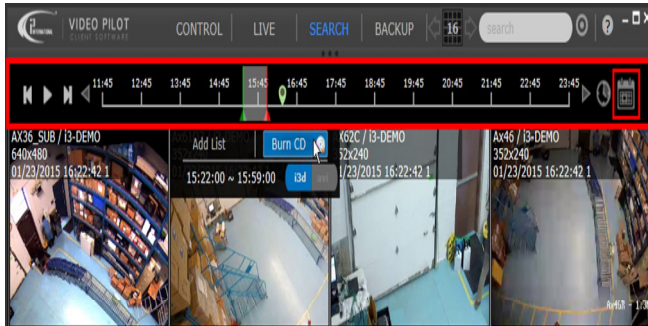 i3 INTERNATIONAL VIDEO PILOT CLIENT SOFTWARE CONTROL LIVE SEARCH BACKUP 16 search ?
11:45 12:45 13:45 14:45 15:45 16:45 17:45 18:45 19:45 20:45 21:45 22:45 23:45
AX36_SUB / i3-DEMO
640x480
01/23/2015 16:22:42 1
Add List Burn CD
15:22:00 ~ 15:59:00 i3d avi
X62C / i3-DEMO
52x240
01/23/2015 16:22:42 1
Ax46 / i3-DEMO
352x240
01/23/2015 16:22:42 1